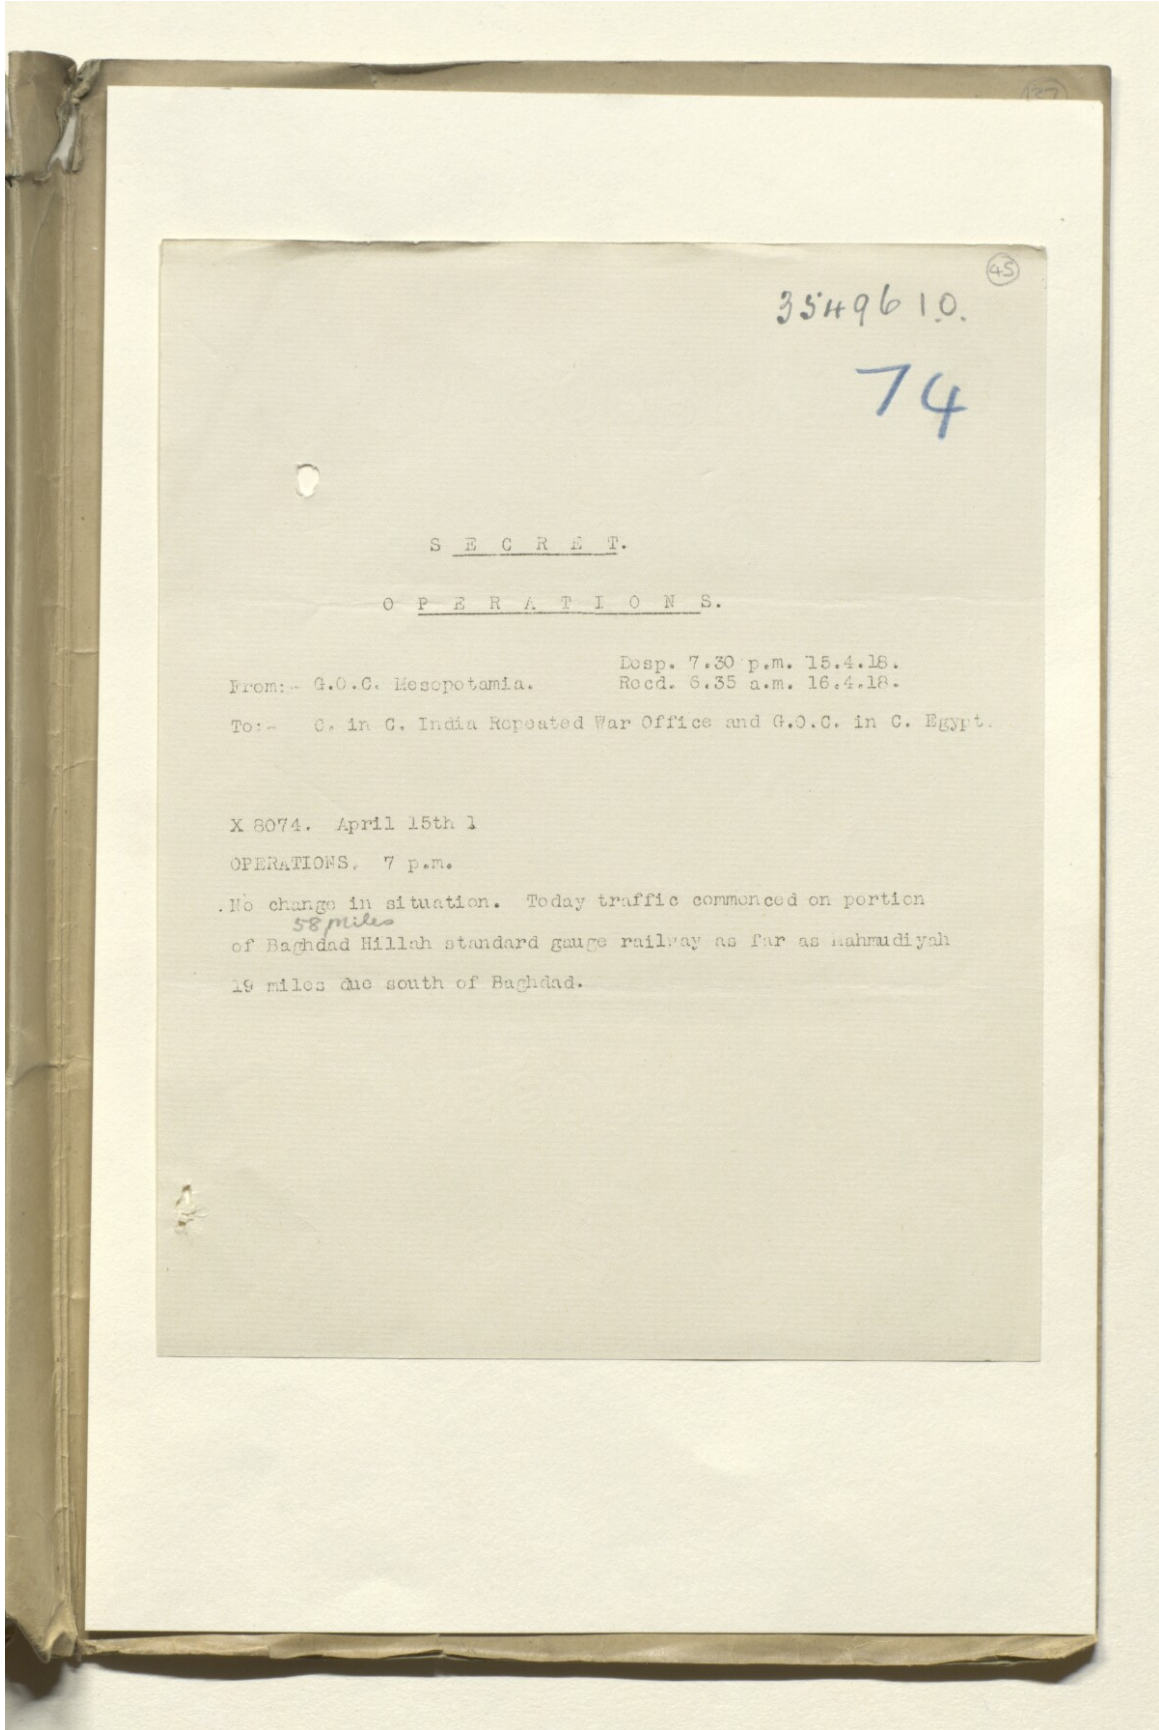 137
45
354961.0.
74
SECRET.
OPERATIONS.
Desp. 7.30 p.m. 15.4.18.
From:- G.O.C. Mesopotamia. Recd. 6.35 a.m. 16.4.18.
To:- C. in C. India Repeated War Office and G.O.C. in C. Egypt.
X 8074. April 15th 1
OPERATIONS. 7 p.m.
No change in situation. Today traffic commenced on portion
58 miles
of Baghdad Hillah standard gauge railway as far as Mahmudiyah
19 miles due south of Baghdad.